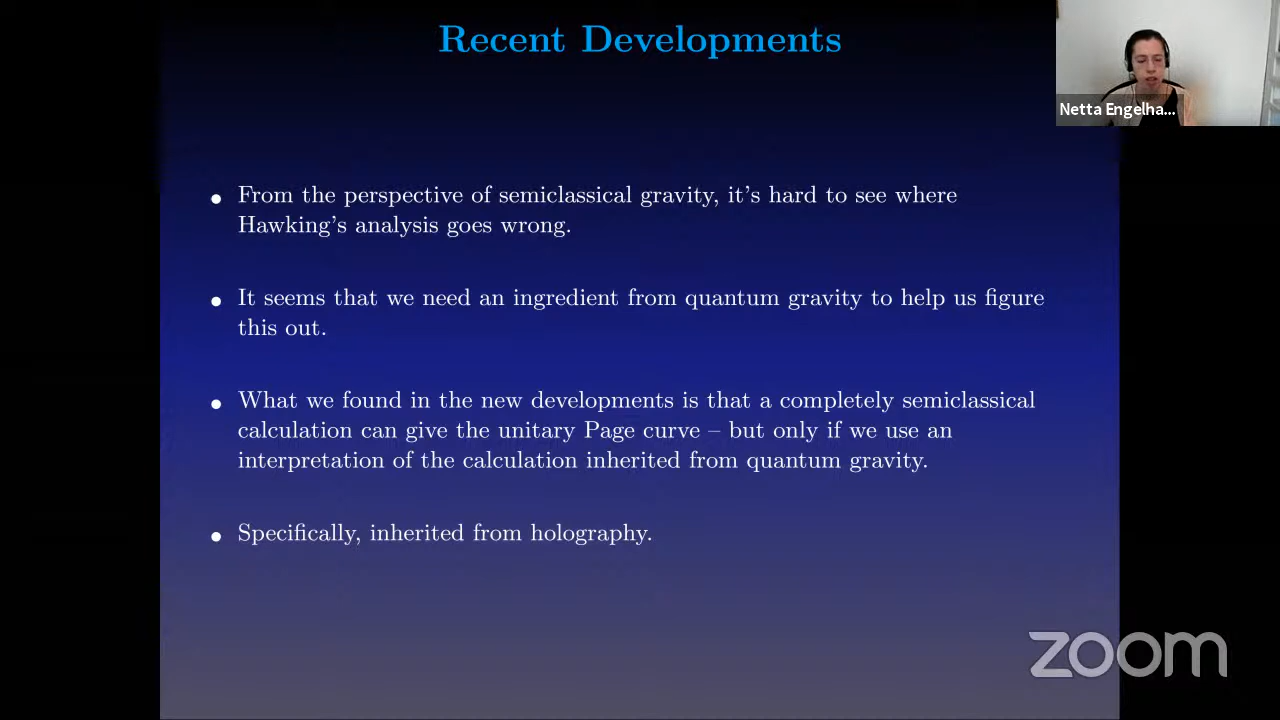 Recent Developments
Netta Engelha...
• From the perspective of semiclassical gravity, it's hard to see where
Hawking's analysis goes wrong.
• It seems that we need an ingredient from quantum gravity to help us figure
this out.
• What we found in the new developments is that a completely semiclassical
calculation can give the unitary Page curve – but only if we use an
interpretation of the calculation inherited from quantum gravity.
• Specifically, inherited from holography.
zoom